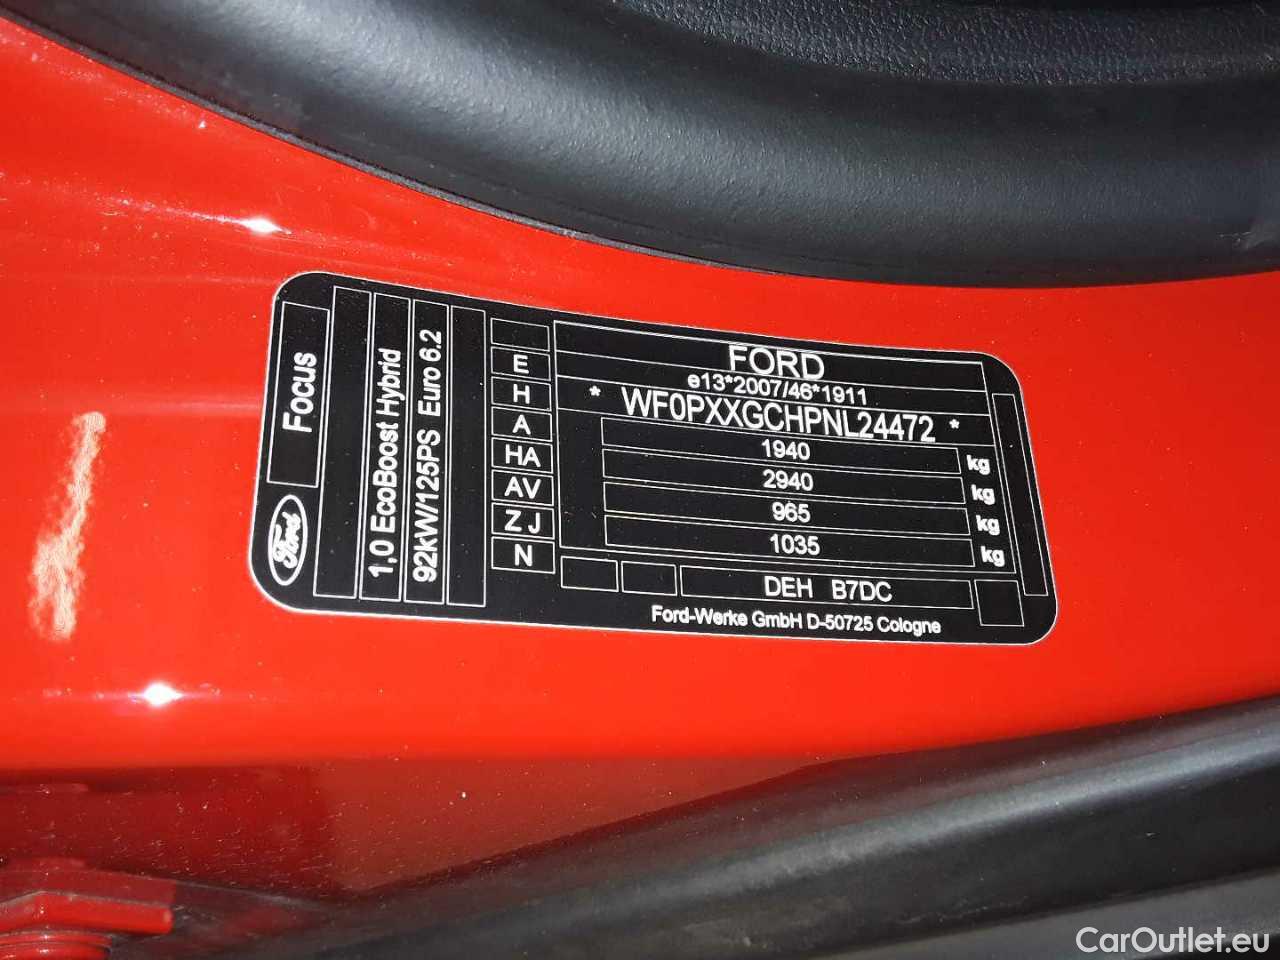 Ford
Focus
1,0 EcoBoost Hybrid
92kW/125PS Euro 6.2
E
H
A
HA
AV
Z J
N
FORD
e13*2007/46*1911
* WF0PXXGCHPNL24472 *
1940 kg
2940 kg
965 kg
1035 kg
DEH B7DC
Ford-Werke GmbH D-50725 Cologne
CarOutlet.eu